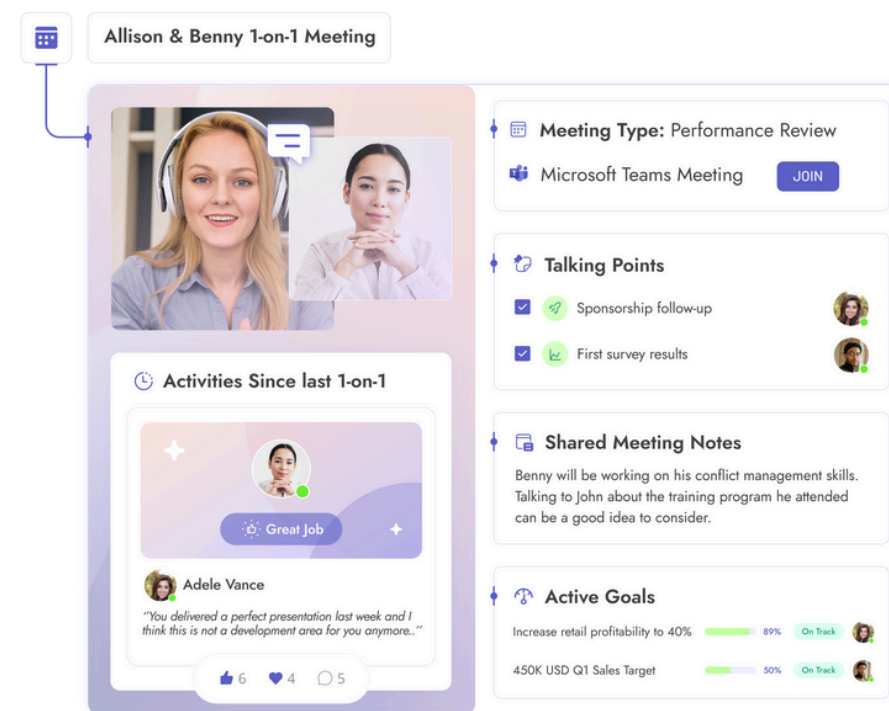 Allison & Benny 1-on-1 Meeting
Activities Since last 1-on-1
Great Job
Adele Vance
“You delivered a perfect presentation last week and I
think this is not a development area for you anymore..”
6 4 5
Meeting Type: Performance Review
Microsoft Teams Meeting JOIN
Talking Points
Sponsorship follow-up
First survey results
Shared Meeting Notes
Benny will be working on his conflict management skills.
Talking to John about the training program he attended
can be a good idea to consider.
Active Goals
Increase retail profitability to 40% 89% On Track
450K USD Q1 Sales Target 50% On Track